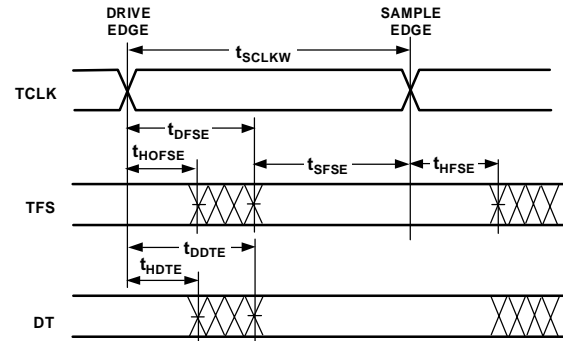 DRIVE
EDGE
SAMPLE
EDGE
tSCLKW
TCLK
tDFSE
tHOFSE
tSFSE
tHFSE
TFS
tDDTE
tHDTE
DT